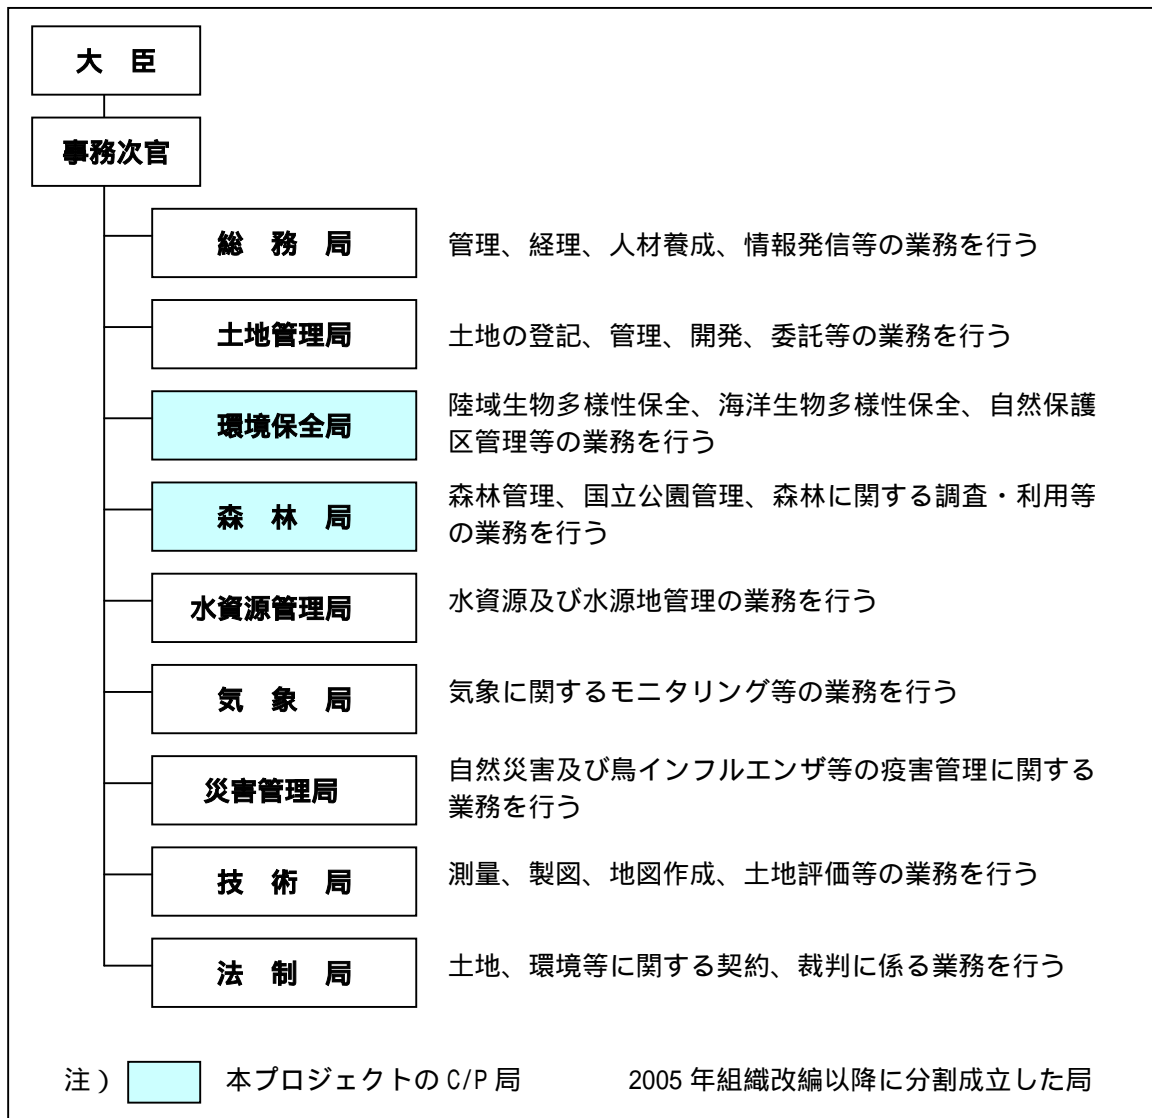 大 臣
事務次官
総 務 局
管理、経理、人材養成、情報発信等の業務を行う
土地管理局
土地の登記、管理、開発、委託等の業務を行う
環境保全局
陸域生物多様性保全、海洋生物多様性保全、自然保護
区管理等の業務を行う
森 林 局
森林管理、国立公園管理、森林に関する調査・利用等
の業務を行う
水資源管理局
水資源及び水源地管理の業務を行う
気 象 局
気象に関するモニタリング等の業務を行う
災害管理局
自然災害及び鳥インフルエンザ等の疫害管理に関する
業務を行う
技 術 局
測量、製図、地図作成、土地評価等の業務を行う
法 制 局
土地、環境等に関する契約、裁判に係る業務を行う
注） 本プロジェクトの C/P 局 2005 年組織改編以降に分割成立した局